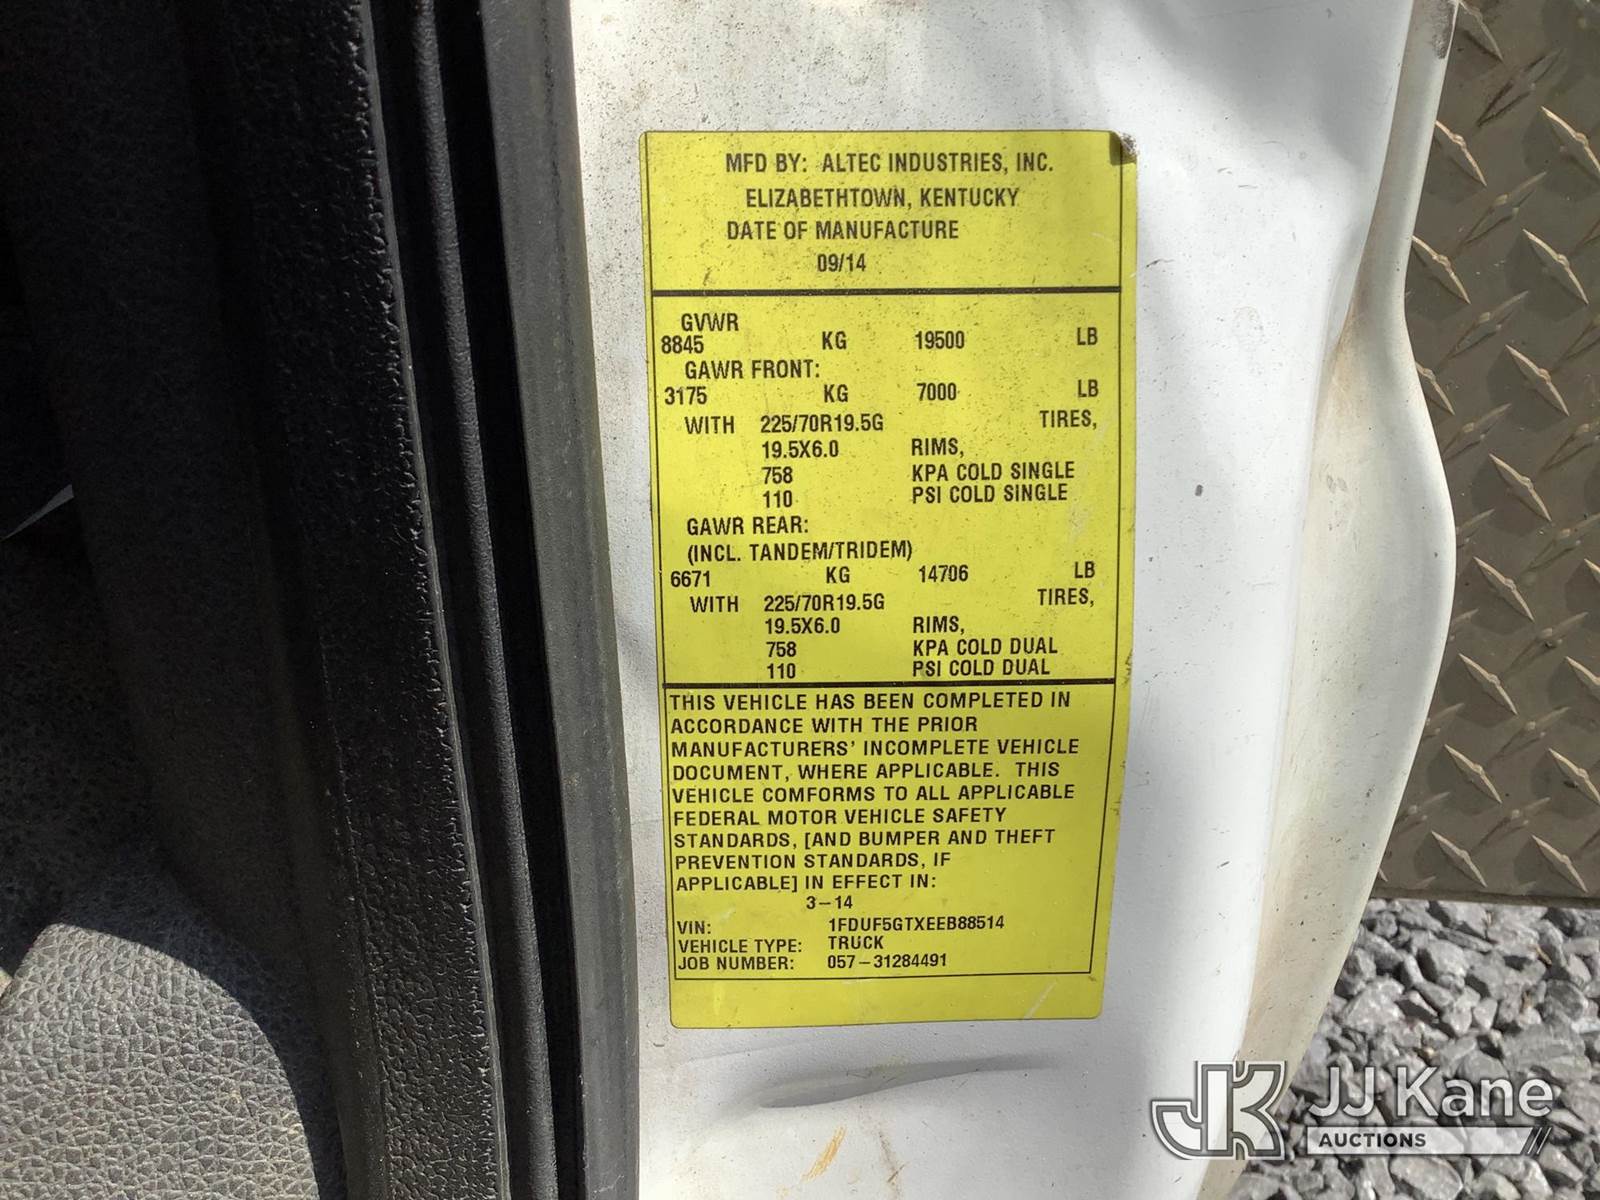 MFD BY: ALTEC INDUSTRIES, INC.
ELIZABETHTOWN, KENTUCKY
DATE OF MANUFACTURE
09/14
GVWR
8845 KG 19500 LB
GAWR FRONT:
3175 KG 7000 LB
WITH 225/70R19.5G TIRES,
19.5X6.0 RIMS,
758 KPA COLD SINGLE
110 PSI COLD SINGLE
GAWR REAR:
(INCL. TANDEM/TRIDEM)
6671 KG 14706 LB
WITH 225/70R19.5G TIRES,
19.5X6.0 RIMS,
758 KPA COLD DUAL
110 PSI COLD DUAL
THIS VEHICLE HAS BEEN COMPLETED IN
ACCORDANCE WITH THE PRIOR
MANUFACTURERS' INCOMPLETE VEHICLE
DOCUMENT, WHERE APPLICABLE. THIS
VEHICLE COMFORMS TO ALL APPLICABLE
FEDERAL MOTOR VEHICLE SAFETY
STANDARDS, [AND BUMPER AND THEFT
PREVENTION STANDARDS, IF
APPLICABLE] IN EFFECT IN:
3-14
VIN: 1FDUF5GTXEEB88514
VEHICLE TYPE: TRUCK
JOB NUMBER: 057-31284491
JK JJ Kane
AUCTIONS